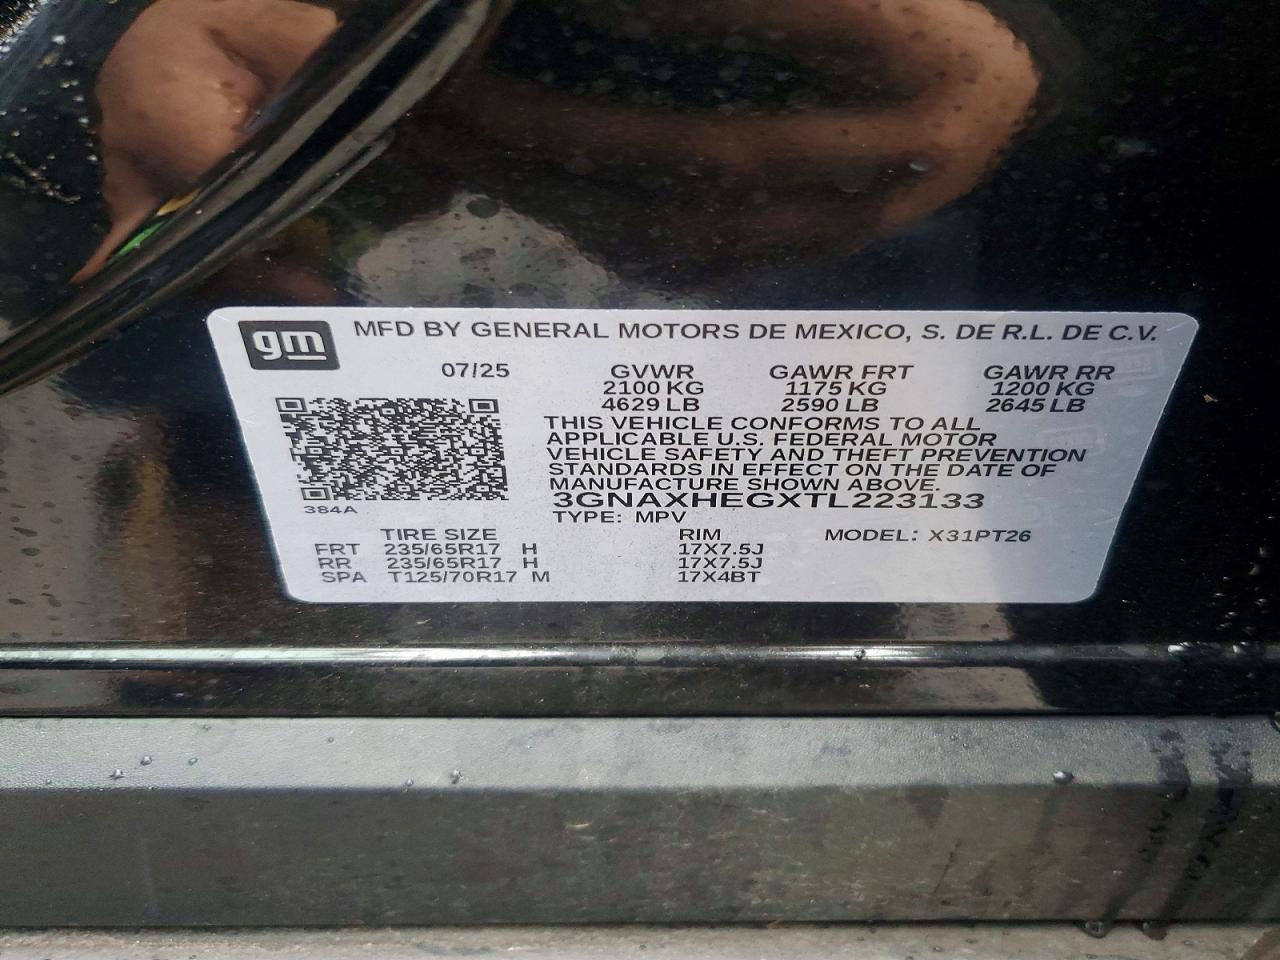 gm MFD BY GENERAL MOTORS DE MEXICO, S. DE R.L. DE C.V.
07/25 GVWR GAWR FRT GAWR RR
2100 KG 1175 KG 1200 KG
4629 LB 2590 LB 2645 LB
THIS VEHICLE CONFORMS TO ALL
APPLICABLE U.S. FEDERAL MOTOR
VEHICLE SAFETY AND THEFT PREVENTION
STANDARDS IN EFFECT ON THE DATE OF
MANUFACTURE SHOWN ABOVE.
3GNAXHEGXTL223133
384A
TYPE: MPV
TIRE SIZE RIM MODEL: X31PT26
FRT 235/65R17 H 17X7.5J
RR 235/65R17 H 17X7.5J
SPA T125/70R17 M 17X4BT